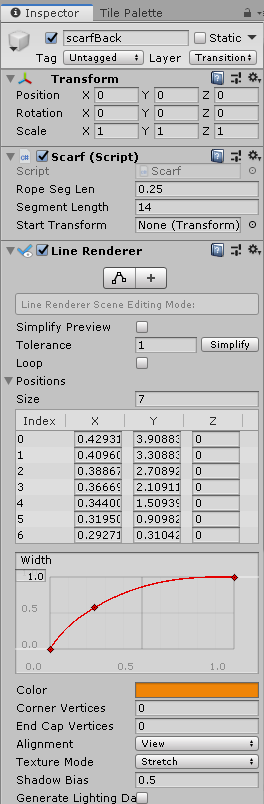 Inspector Tile Palette
scarfBack Static
Tag Untagged Layer Transition
Transform
Position X 0 Y 0 Z 0
Rotation X 0 Y 0 Z 0
Scale X 1 Y 1 Z 1
Scarf (Script)
Script Scarf
Rope Seg Len 0.25
Segment Length 14
Start Transform None (Transform)
Line Renderer
Line Renderer Scene Editing Mode:
Simplify Preview
Tolerance 1 Simplify
Loop
Positions
Size 7
Index X Y Z
0 0.42931 3.90883 0
1 0.40960 3.30883 0
2 0.38867 2.70892 0
3 0.36669 2.10911 0
4 0.34400 1.50939 0
5 0.31950 0.90982 0
6 0.29271 0.31042 0
Width
1.0
0.5
0.0
0.0 0.5 1.0
Color
Corner Vertices 0
End Cap Vertices 0
Alignment View
Texture Mode Stretch
Shadow Bias 0.5
Generate Lighting Da